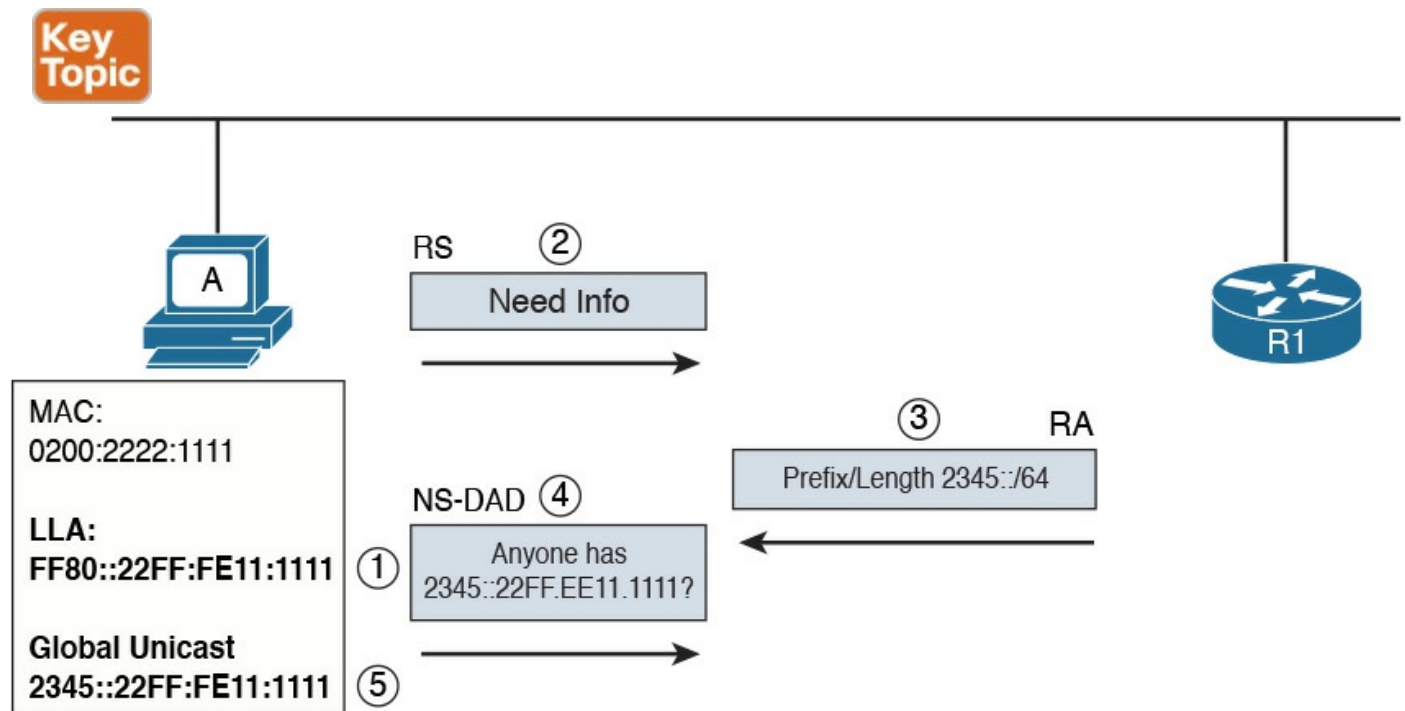 Key
Topic
A
RS ②
Need Info
R1
MAC:
0200:2222:1111
③ RA
Prefix/Length 2345::/64
NS-DAD ④
LLA:
FF80::22FF:FE11:1111 ①
Anyone has
2345::22FF.EE11.1111?
Global Unicast
2345::22FF:FE11:1111 ⑤